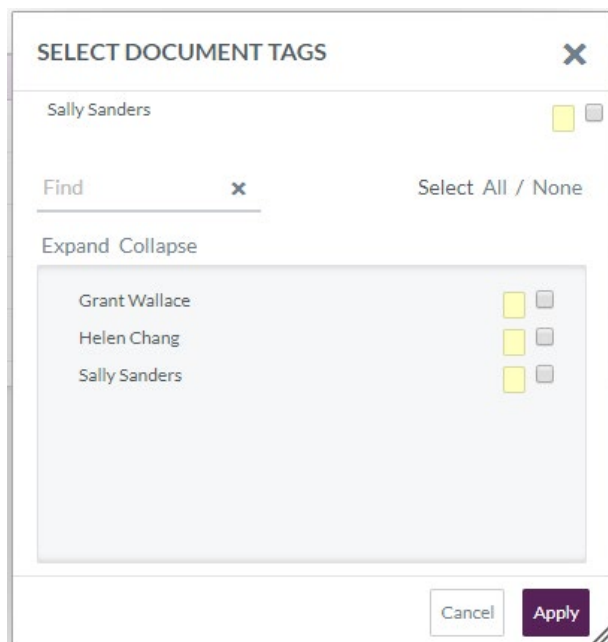 SELECT DOCUMENT TAGS
Sally Sanders
Find Select All / None
Expand Collapse
Grant Wallace
Helen Chang
Sally Sanders
Cancel Apply